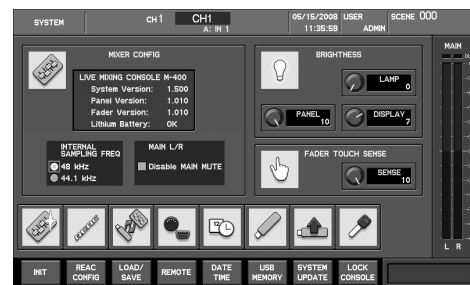 SYSTEM
CH1
CH1
A: IN 1
05/15/2008
11:35:59
USER
ADMIN
SCENE 000
MIXER CONFIG
LIVE MIXING CONSOLE M-400
System Version: 1.500
Panel Version: 1.010
Fader Version: 1.010
Lithium Battery: OK
INTERNAL
SAMPLING FREQ
48 kHz
44.1 kHz
MAIN L/R
Disable MAIN MUTE
BRIGHTNESS
LAMP
0
PANEL
10
DISPLAY
7
FADER TOUCH SENSE
SENSE
10
MAIN
12
INIT
REAC
CONFIG
LOAD/
SAVE
REMOTE
DATE
TIME
USB
MEMORY
SYSTEM
UPDATE
LOCK
CONSOLE
L R